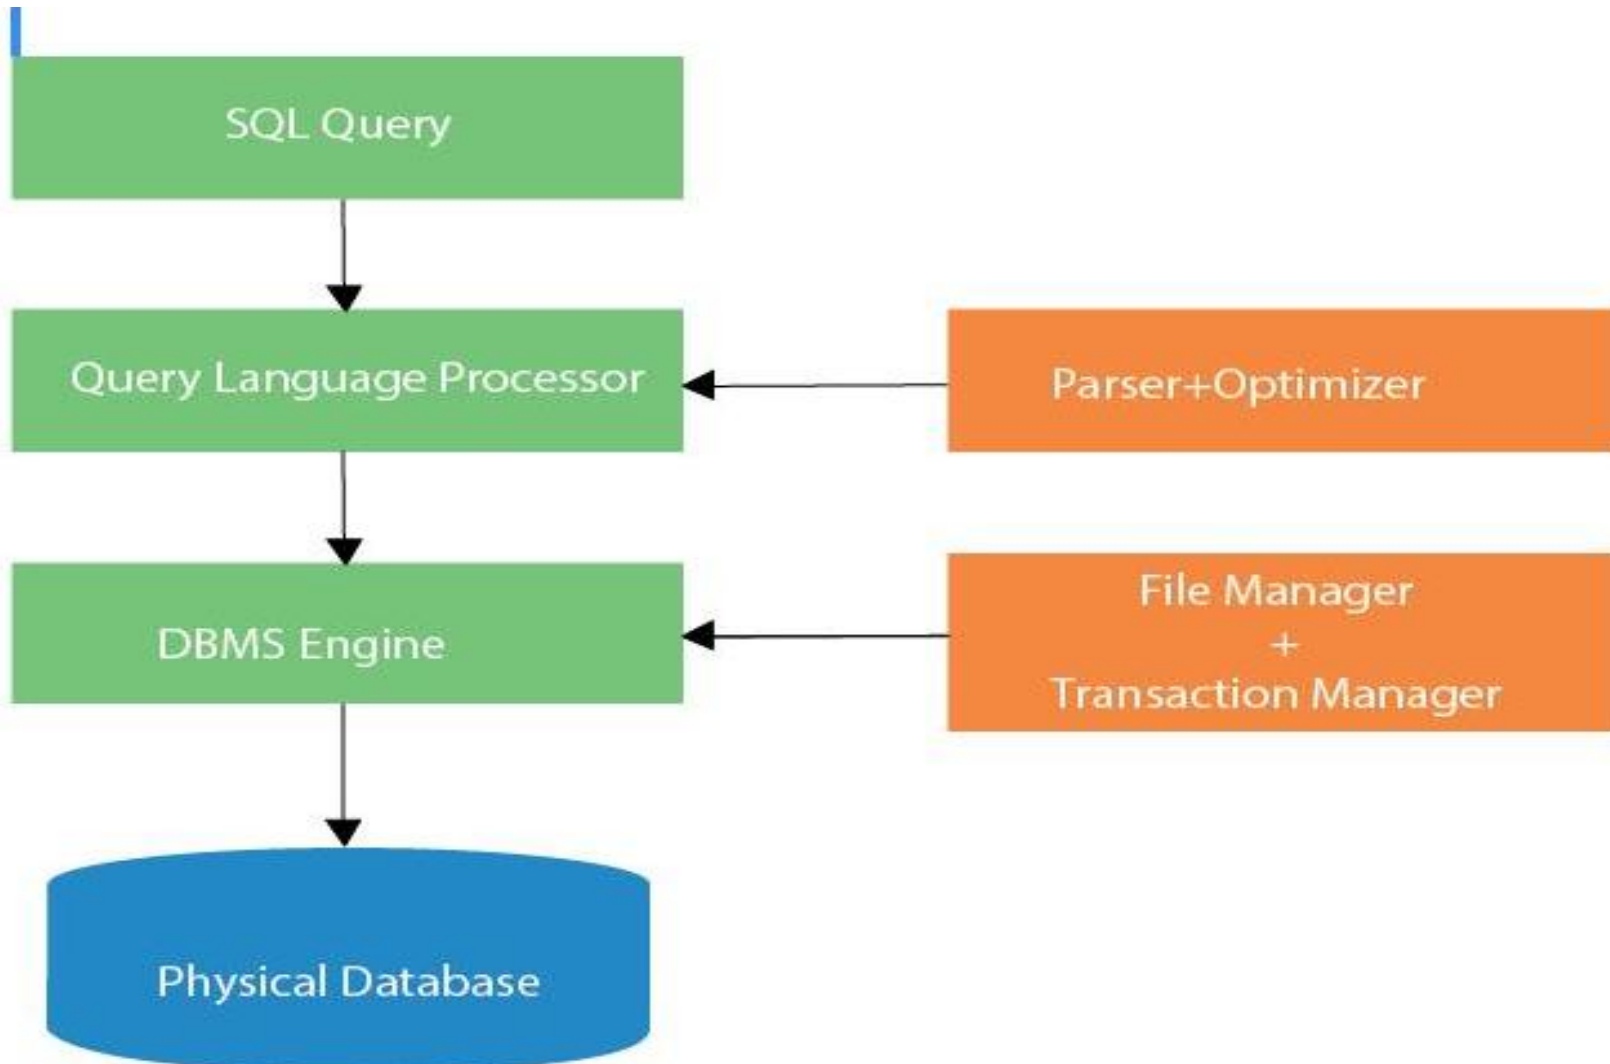 SQL Query
Query Language Processor
Parser+Optimizer
DBMS Engine
File Manager
+
Transaction Manager
Physical Database